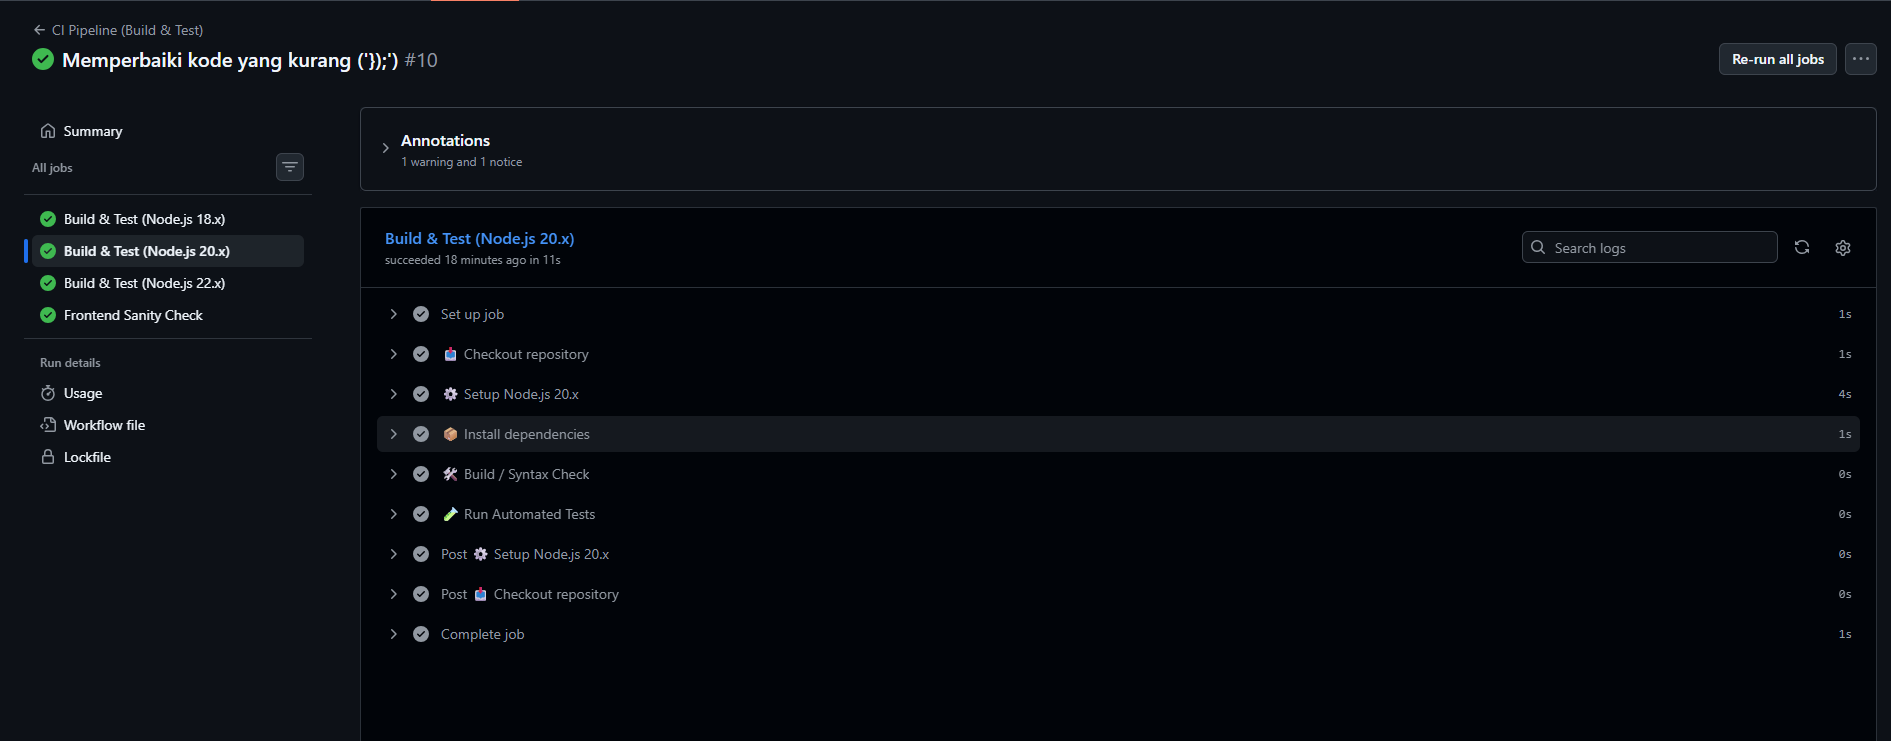 CI Pipeline (Build & Test)
Memperbaiki kode yang kurang ('});') #10
Re-run all jobs
Summary
All jobs
Build & Test (Node.js 18.x)
Build & Test (Node.js 20.x)
Build & Test (Node.js 22.x)
Frontend Sanity Check
Run details
Usage
Workflow file
Lockfile
Annotations
1 warning and 1 notice
Build & Test (Node.js 20.x)
succeeded 18 minutes ago in 11s
Search logs
Set up job 1s
Checkout repository 1s
Setup Node.js 20.x 4s
Install dependencies 1s
Build / Syntax Check 0s
Run Automated Tests 0s
Post Setup Node.js 20.x 0s
Post Checkout repository 0s
Complete job 1s